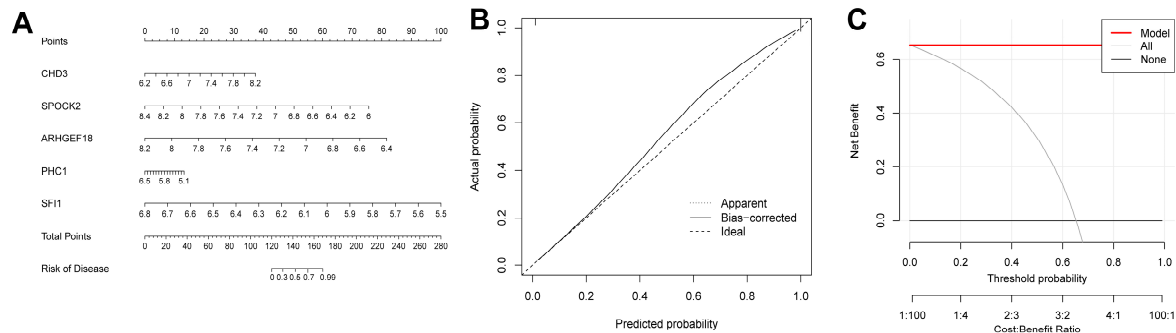 A
Points
0 10 20 30 40 50 60 70 80 90 100
CHD3
6.2 6.6 7 7.4 7.8 8.2
SPOCK2
8.4 8.2 8 7.8 7.6 7.4 7.2 7 6.8 6.6 6.4 6.2 6
ARHGEF18
8.2 8 7.8 7.6 7.4 7.2 7 6.8 6.6 6.4
PHC1
6.5 5.8 5.1
SFI1
6.8 6.7 6.6 6.5 6.4 6.3 6.2 6.1 6 5.9 5.8 5.7 5.6 5.5
Total Points
0 20 40 60 80 100 120 140 160 180 200 220 240 260 280
Risk of Disease
0 0.3 0.5 0.7 0.99
B
Actual probability
1.0
0.8
0.6
0.4
0.2
0.0
Apparent
Bias-corrected
Ideal
0.0 0.2 0.4 0.6 0.8 1.0
Predicted probability
C
Model
All
None
Net Benefit
0.6
0.4
0.2
0.0
0.0 0.2 0.4 0.6 0.8 1.0
Threshold probability
1:100 1:4 2:3 3:2 4:1 100:1
Cost:Benefit Ratio